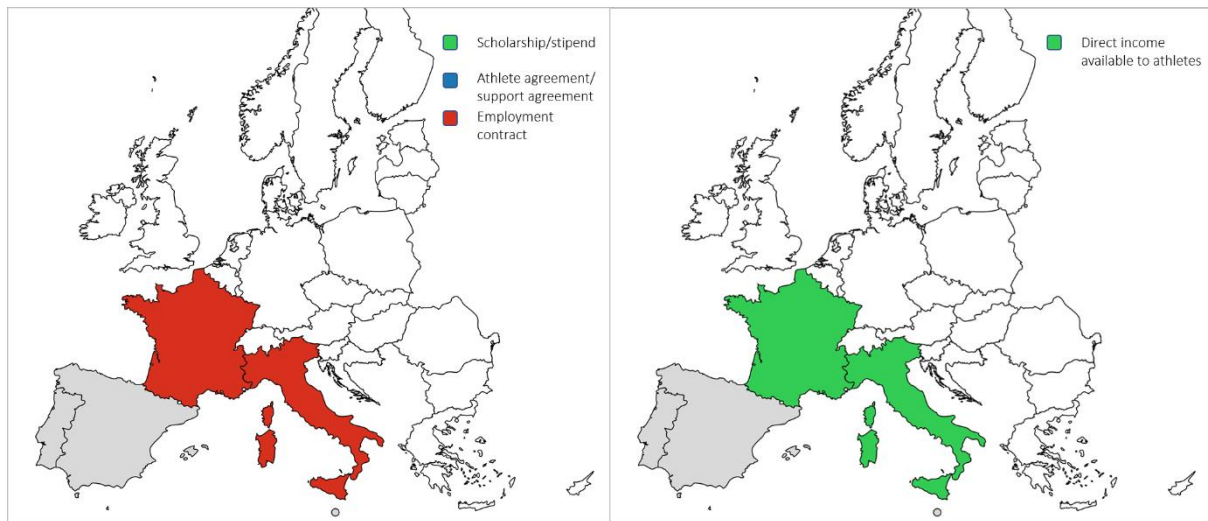 Scholarship/stipend
Athlete agreement/
support agreement
Employment
contract
Direct income
available to athletes